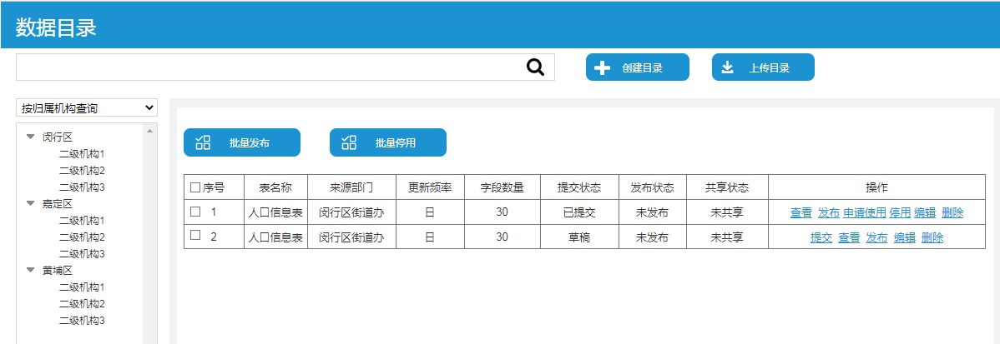 数据目录
创建目录 上传目录
按归属机构查询
闵行区
二级机构1
二级机构2
二级机构3
嘉定区
二级机构1
二级机构2
二级机构3
黄埔区
二级机构1
二级机构2
二级机构3
批量发布 批量停用
序号 表名称 来源部门 更新频率 字段数量 提交状态 发布状态 共享状态 操作
1 人口信息表 闵行区街道办 日 30 已提交 未发布 未共享 查看 发布 申请使用 停用 编辑 删除
2 人口信息表 闵行区街道办 日 30 草稿 未发布 未共享 提交 查看 发布 编辑 删除